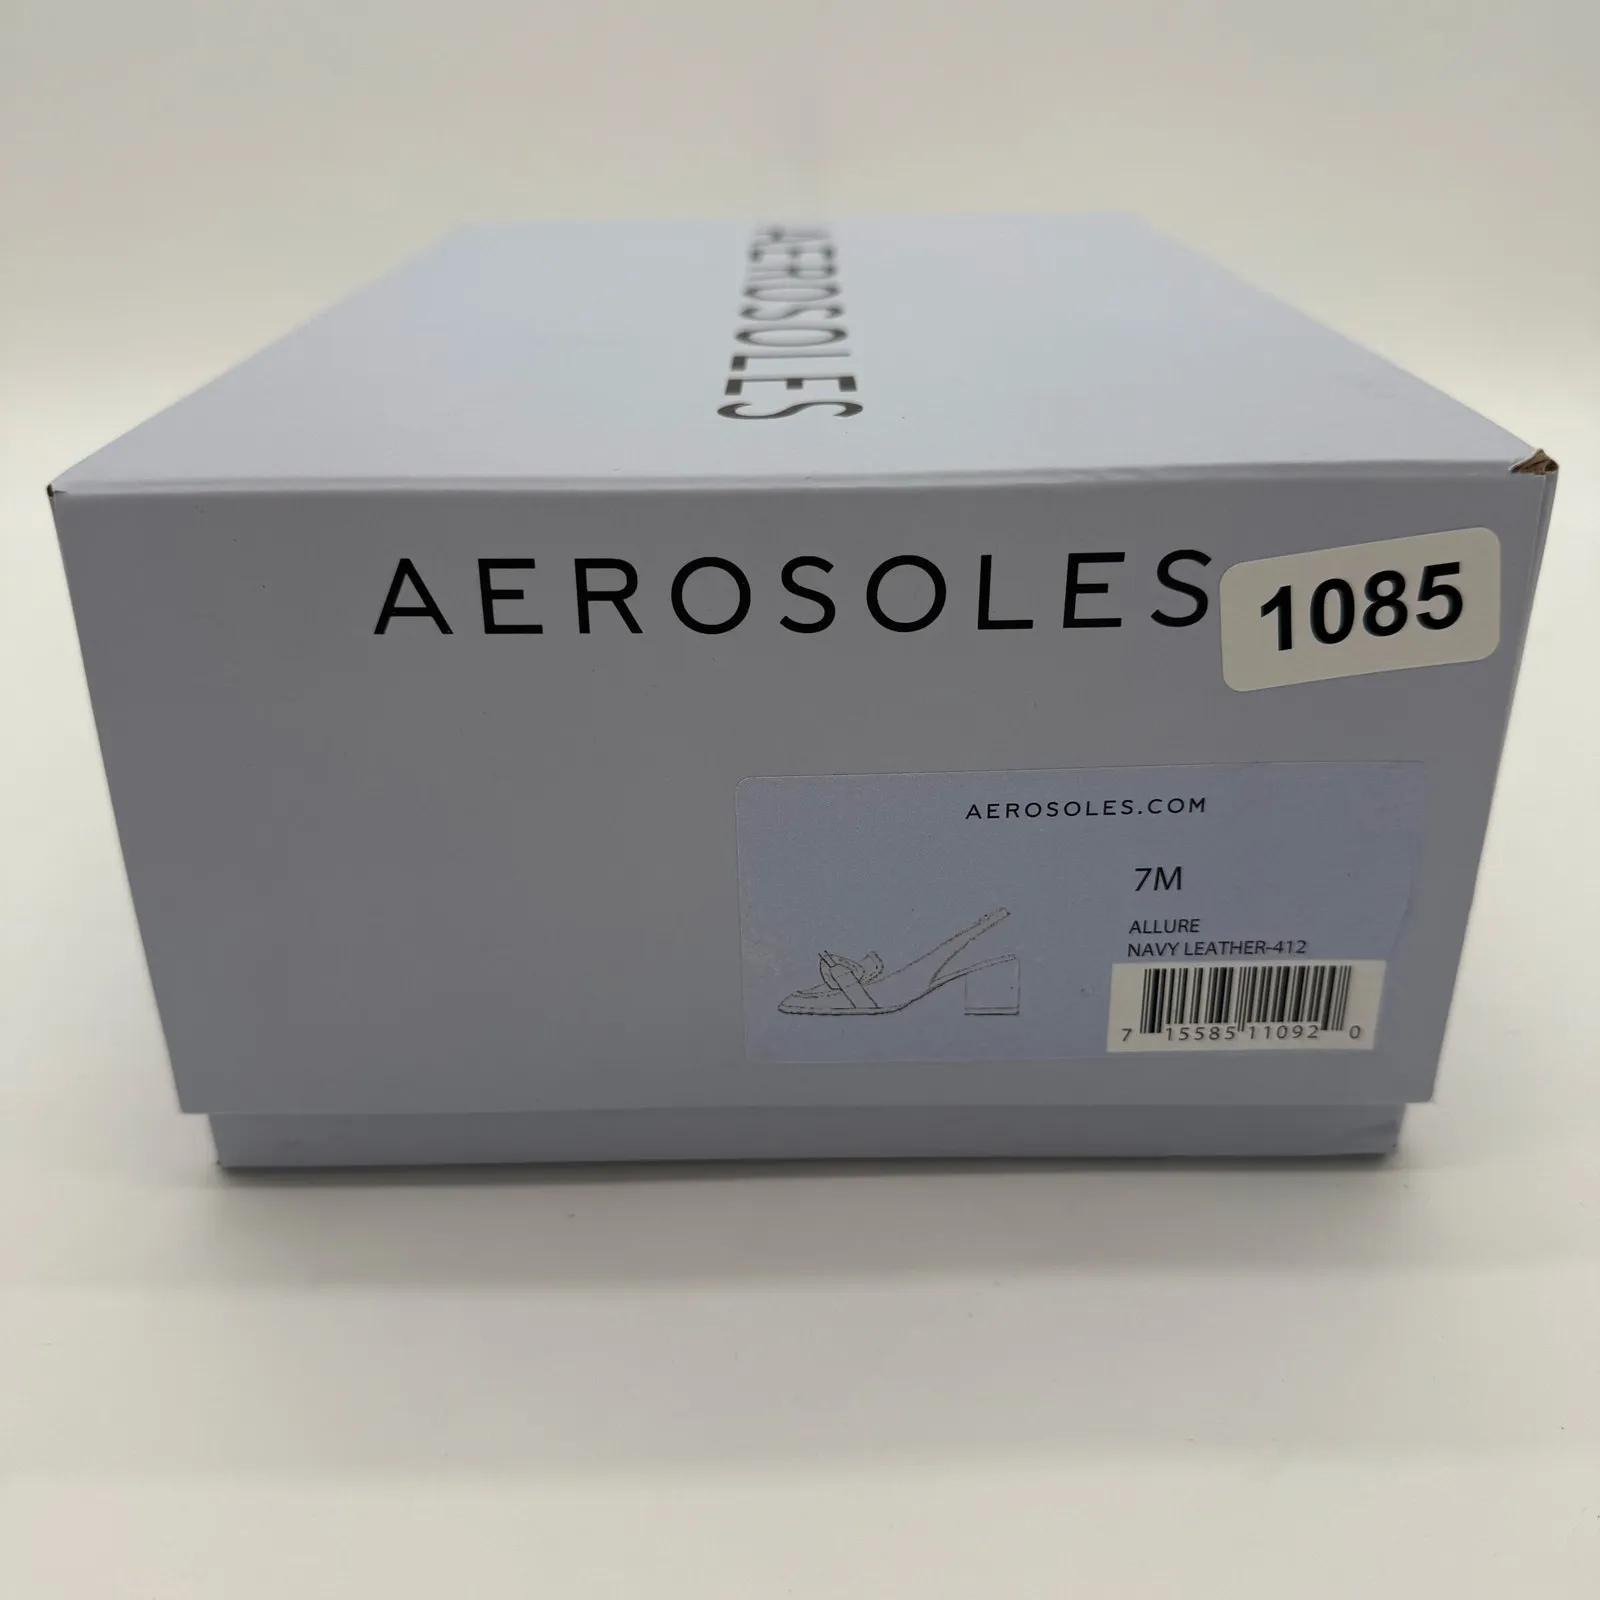 AEROSOLES
AEROSOLES
1085
AEROSOLES.COM
7M
ALLURE
NAVY LEATHER-412
7 15585 11092 0